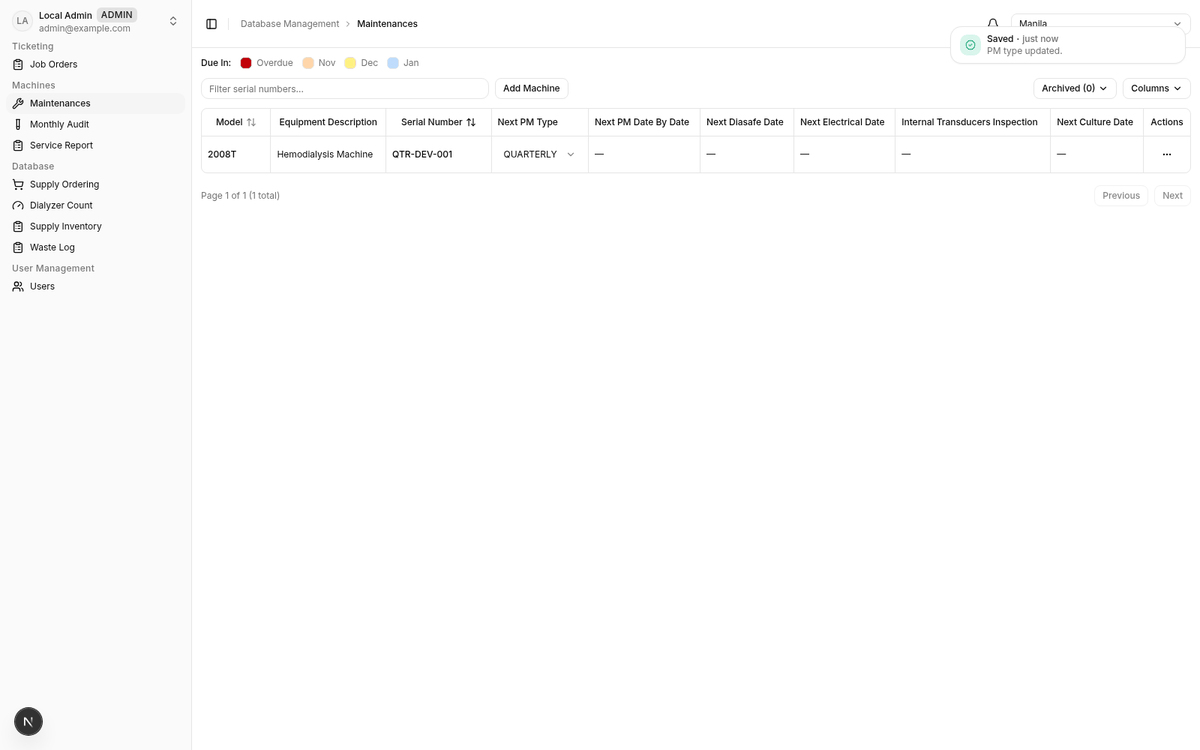 LA
Local Admin ADMIN
admin@example.com
Ticketing
Job Orders
Machines
Maintenances
Monthly Audit
Service Report
Database
Supply Ordering
Dialyzer Count
Supply Inventory
Waste Log
User Management
Users
N
Database Management > Maintenances
Manila
Saved - just now
PM type updated.
Due In: Overdue Nov Dec Jan
Filter serial numbers...
Add Machine
Archived (0)
Columns
Model Equipment Description Serial Number Next PM Type Next PM Date By Date Next Diasafe Date Next Electrical Date Internal Transducers Inspection Next Culture Date Actions
2008T Hemodialysis Machine QTR-DEV-001 QUARTERLY — — — — — ...
Page 1 of 1 (1 total)
Previous
Next